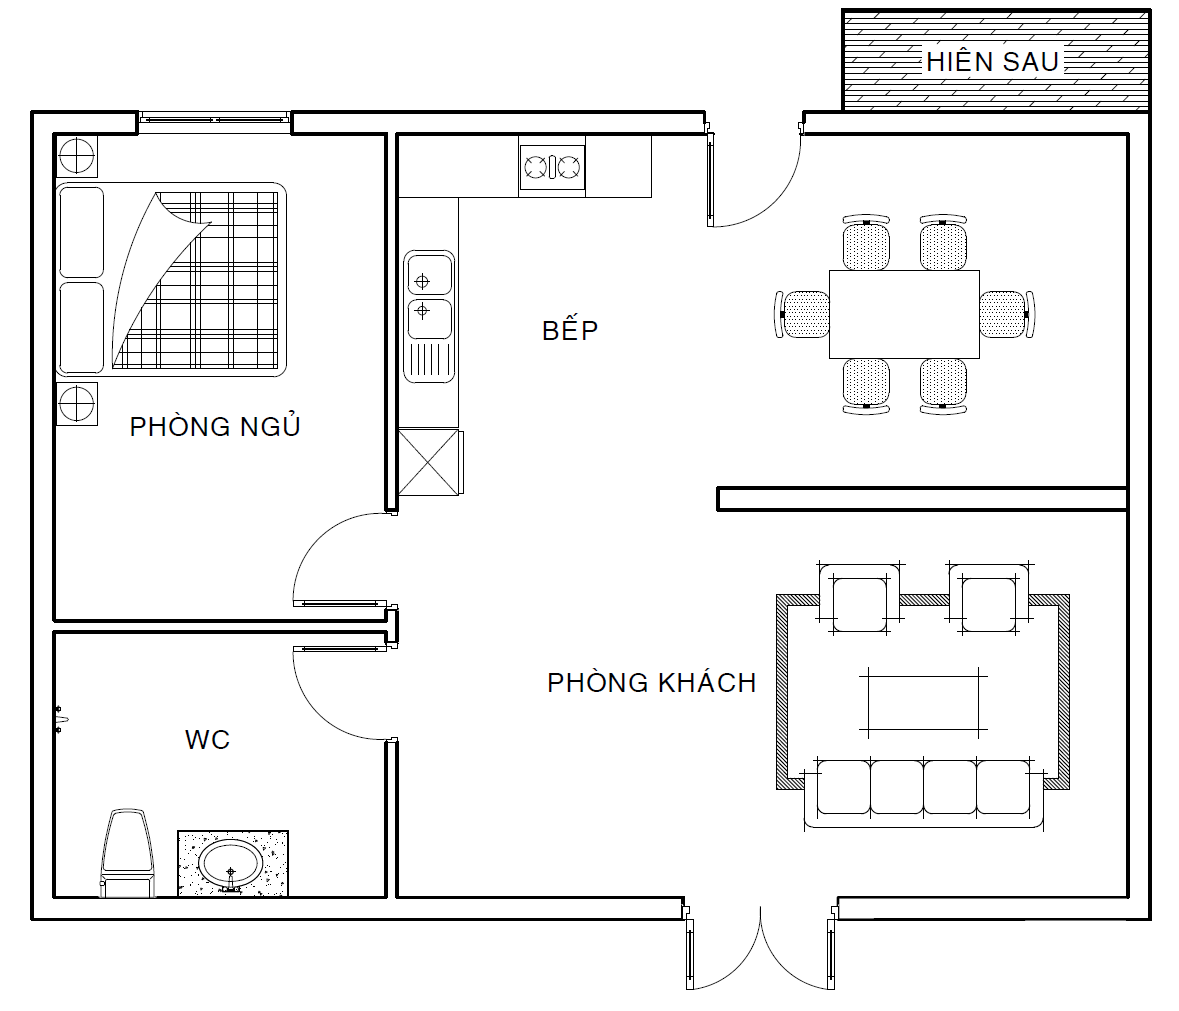 HIÊN SAU
BẾP
PHÒNG NGỦ
PHÒNG KHÁCH
WC